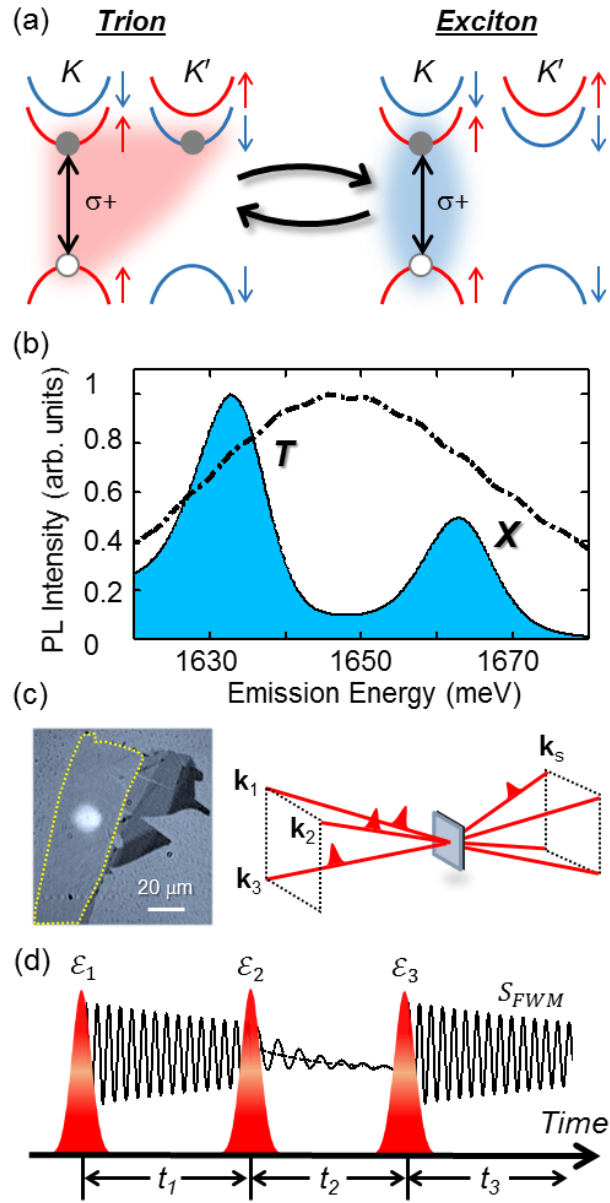 (a) Trion Exciton
K ↓ K′ ↑ K ↓ K′ ↑
↑ ↓ ↑ ↓
σ+ σ+
↑ ↓ ↑ ↓
(b)
PL Intensity (arb. units)
1
0.8
0.6
0.4
0.2
0
T
X
1630 1650 1670
Emission Energy (meV)
(c)
20 μm
k1
k2
k3
ks
(d)
ℰ1 ℰ2 ℰ3
SFWM
Time
t1 t2 t3